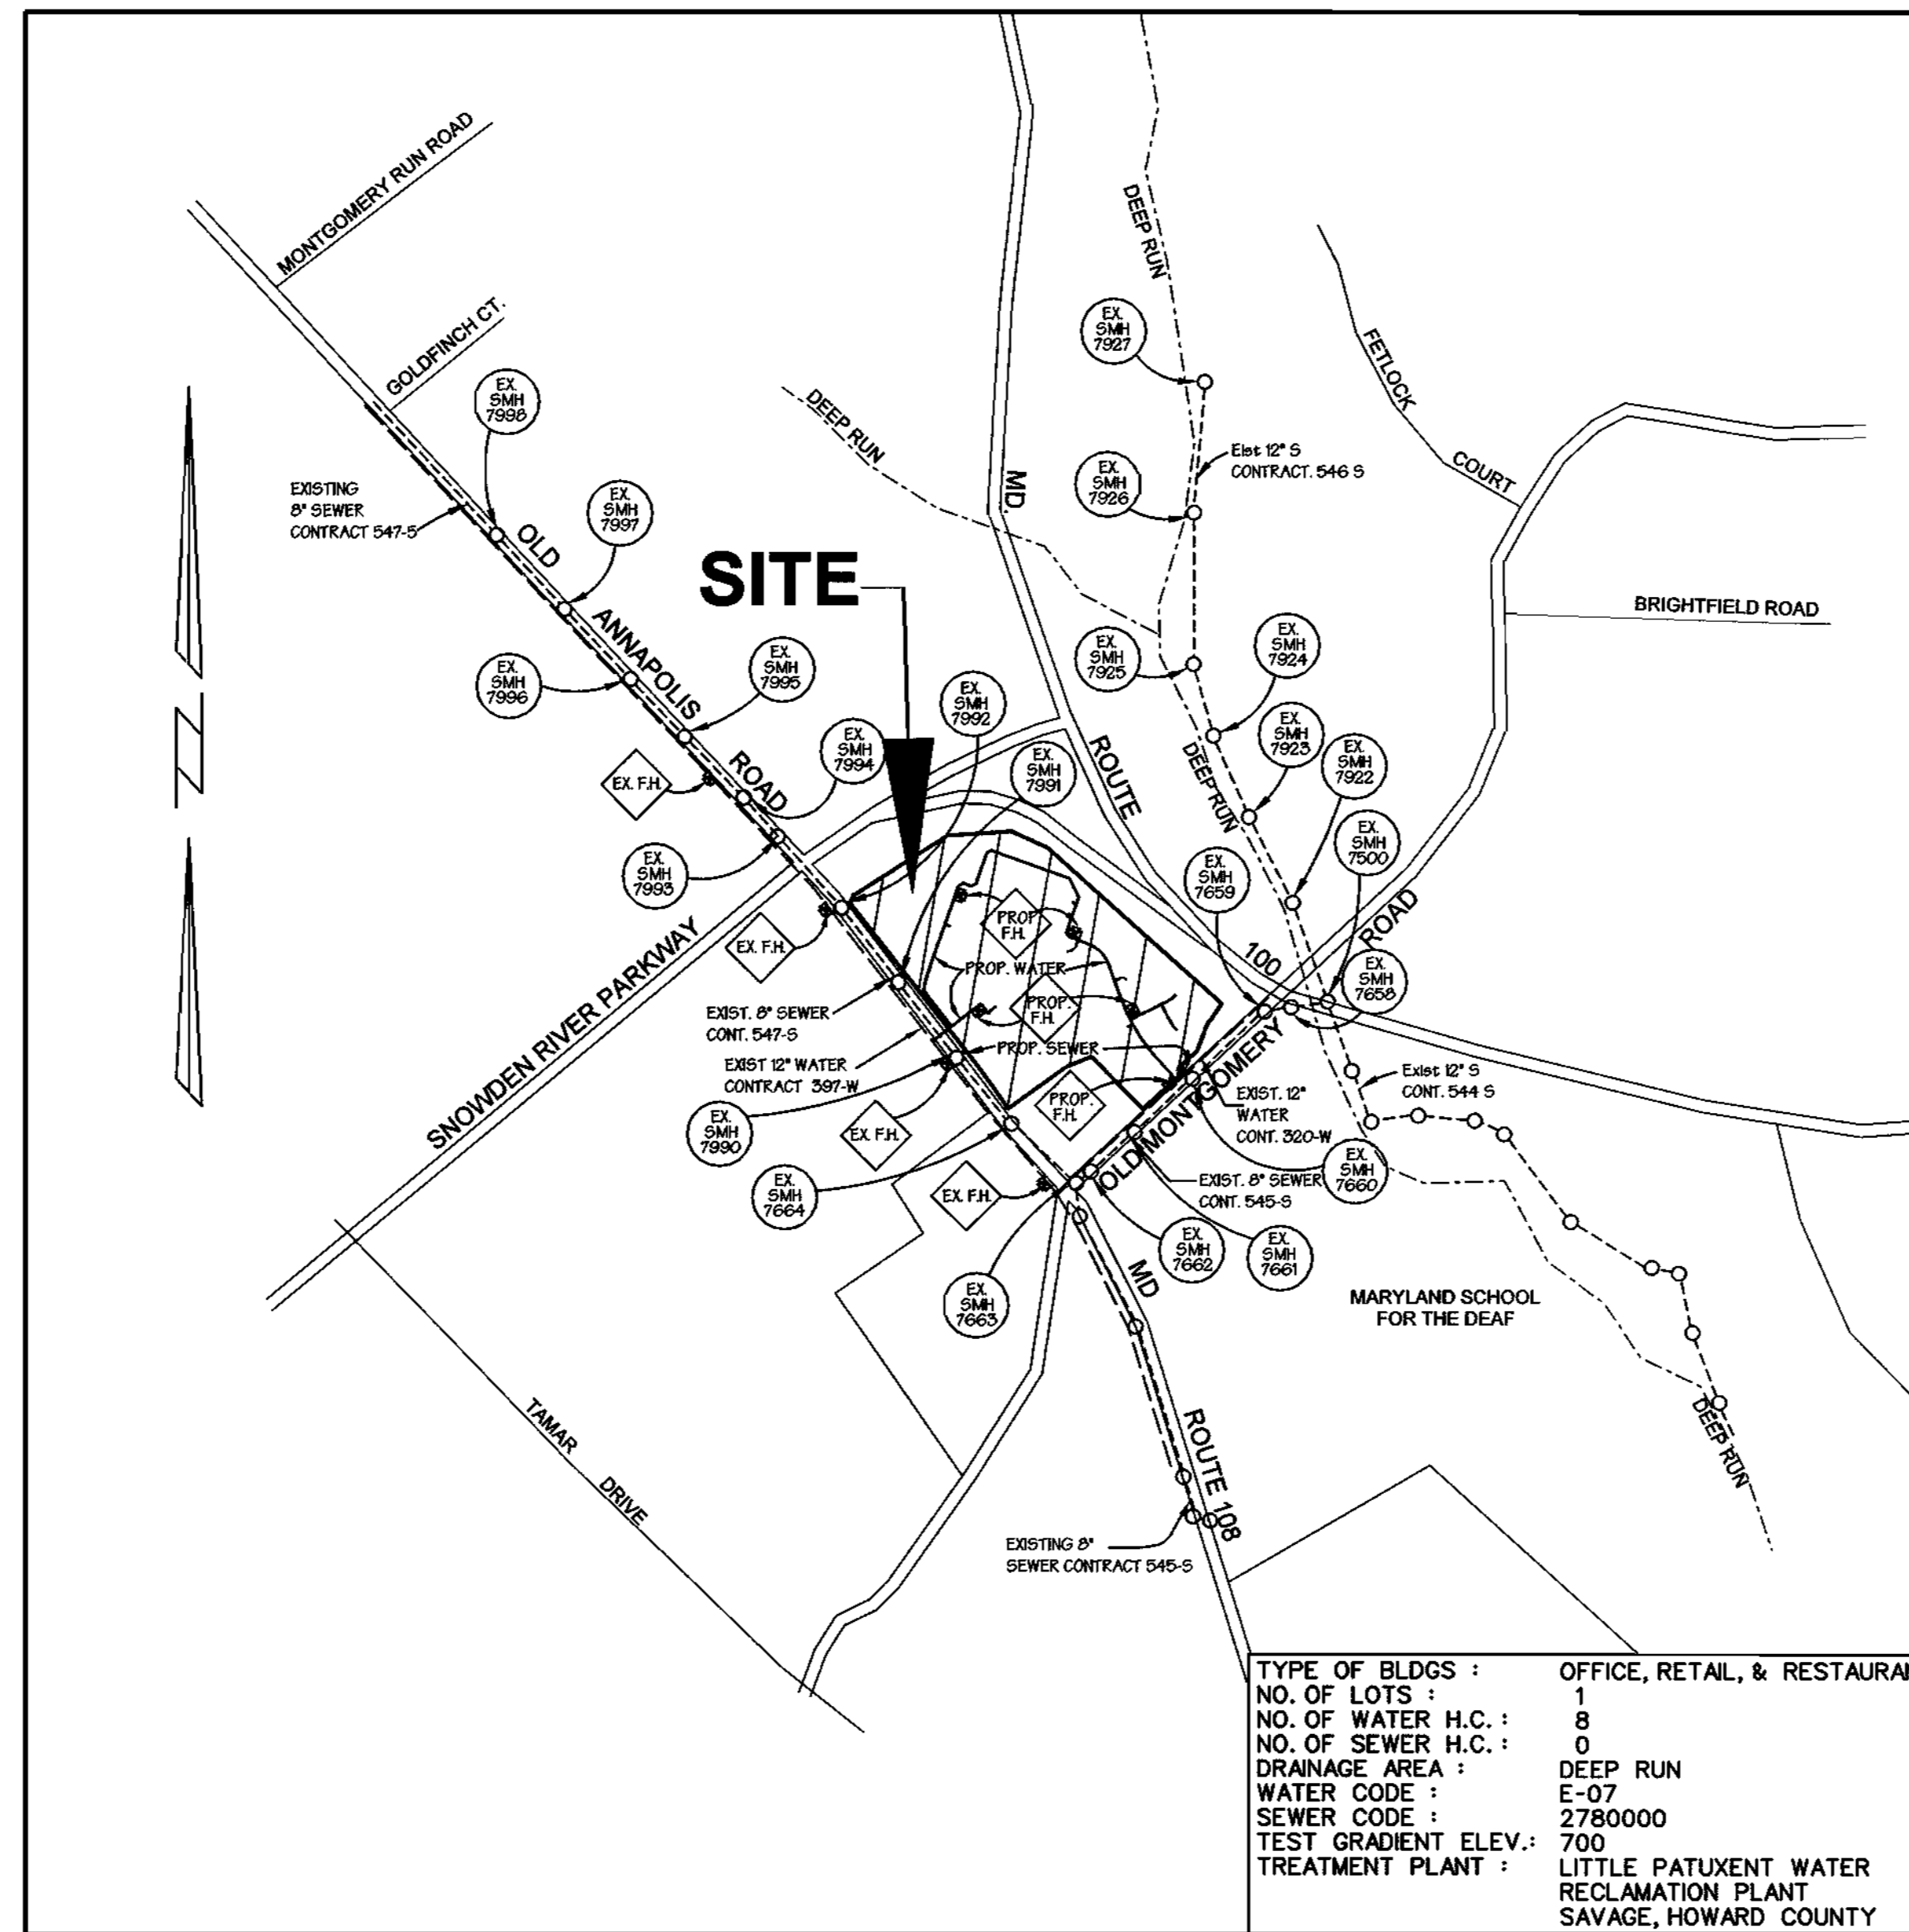 MONTGOMERY RUN ROAD
GOLDFINCH CT.
EX.
SMH
7998
EXISTING
8" SEWER
CONTRACT 547-S
EX.
SMH
7997
OLD
ANNAPOLIS
ROAD
EX.
SMH
7996
EX.
SMH
7995
EX.
SMH
7994
EX. F.H.
EX.
SMH
7993
SITE
DEEP RUN
MD.
ROUTE
100
DEEP RUN
EX.
SMH
7927
EX.
SMH
7926
Eist 12" S
CONTRACT. 546 S
FETLOCK
COURT
BRIGHTFIELD ROAD
EX.
SMH
7925
EX.
SMH
7924
EX.
SMH
7923
EX.
SMH
7922
EX.
SMH
7500
DEEP RUN
EX.
SMH
7992
EX.
SMH
7991
EX.
SMH
7659
EX.
SMH
7658
SNOWDEN RIVER PARKWAY
EX. F.H.
PROP.
F.H.
PROP. WATER
PROP.
F.H.
PROP. SEWER
PROP.
F.H.
EXIST. 8" SEWER
CONT. 547-S
EXIST 12" WATER
CONTRACT 397-W
EX.
SMH
7990
EX. F.H.
EX.
SMH
7664
EX. F.H.
EX.
SMH
7663
OLD MONTGOMERY ROAD
EXIST. 12"
WATER
CONT. 320-W
Exist 12" S
CONT. 544 S
EX.
SMH
7660
EXIST. 8" SEWER
CONT. 545-S
EX.
SMH
7662
EX.
SMH
7661
MARYLAND SCHOOL
FOR THE DEAF
DEEP RUN
MD
ROUTE 108
TAMAR
DRIVE
EXISTING 8"
SEWER CONTRACT 545-S
TYPE OF BLDGS : OFFICE, RETAIL, & RESTAURAN
NO. OF LOTS : 1
NO. OF WATER H.C. : 8
NO. OF SEWER H.C. : 0
DRAINAGE AREA : DEEP RUN
WATER CODE : E-07
SEWER CODE : 2780000
TEST GRADIENT ELEV.: 700
TREATMENT PLANT : LITTLE PATUXENT WATER
RECLAMATION PLANT
SAVAGE, HOWARD COUNTY